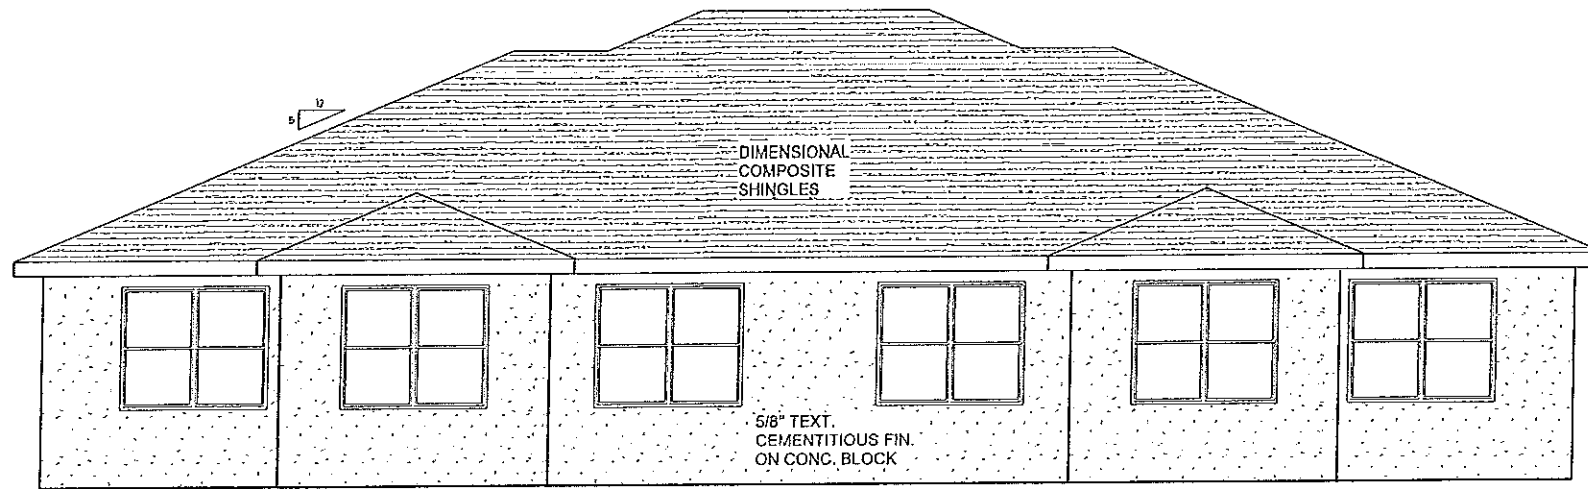 12
5
DIMENSIONAL
COMPOSITE
SHINGLES
5/8" TEXT.
CEMENTITIOUS FIN.
ON CONC. BLOCK